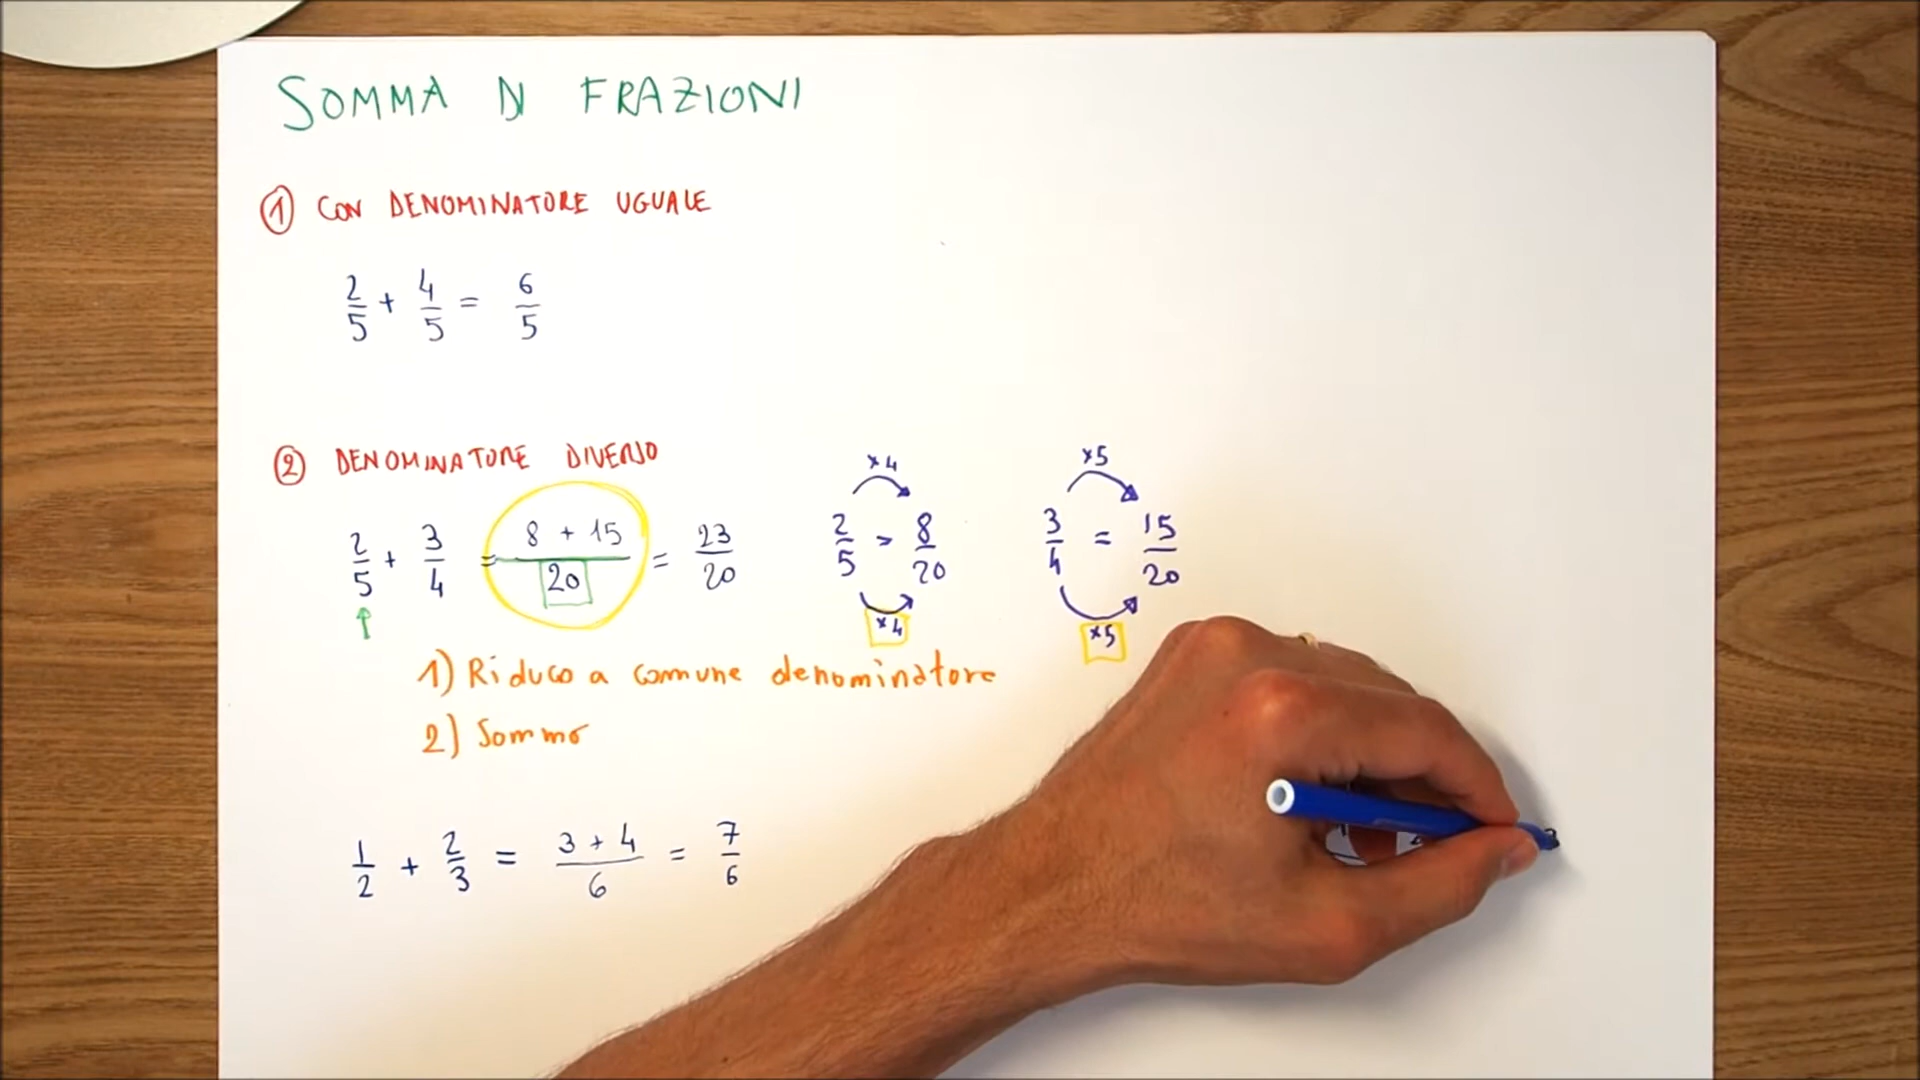 SOMMA DI FRAZIONI
1 CON DENOMINATORE UGUALE
2/5 + 4/5 = 6/5
2 DENOMINATORE DIVERSO
2/5 + 3/4 = 8 + 15/20 = 23/20
×4
2/5 = 8/20
×4
×5
3/4 = 15/20
×5
1) Riduco a comune denominatore
2) Sommo
1/2 + 2/3 = 3 + 4/6 = 7/6